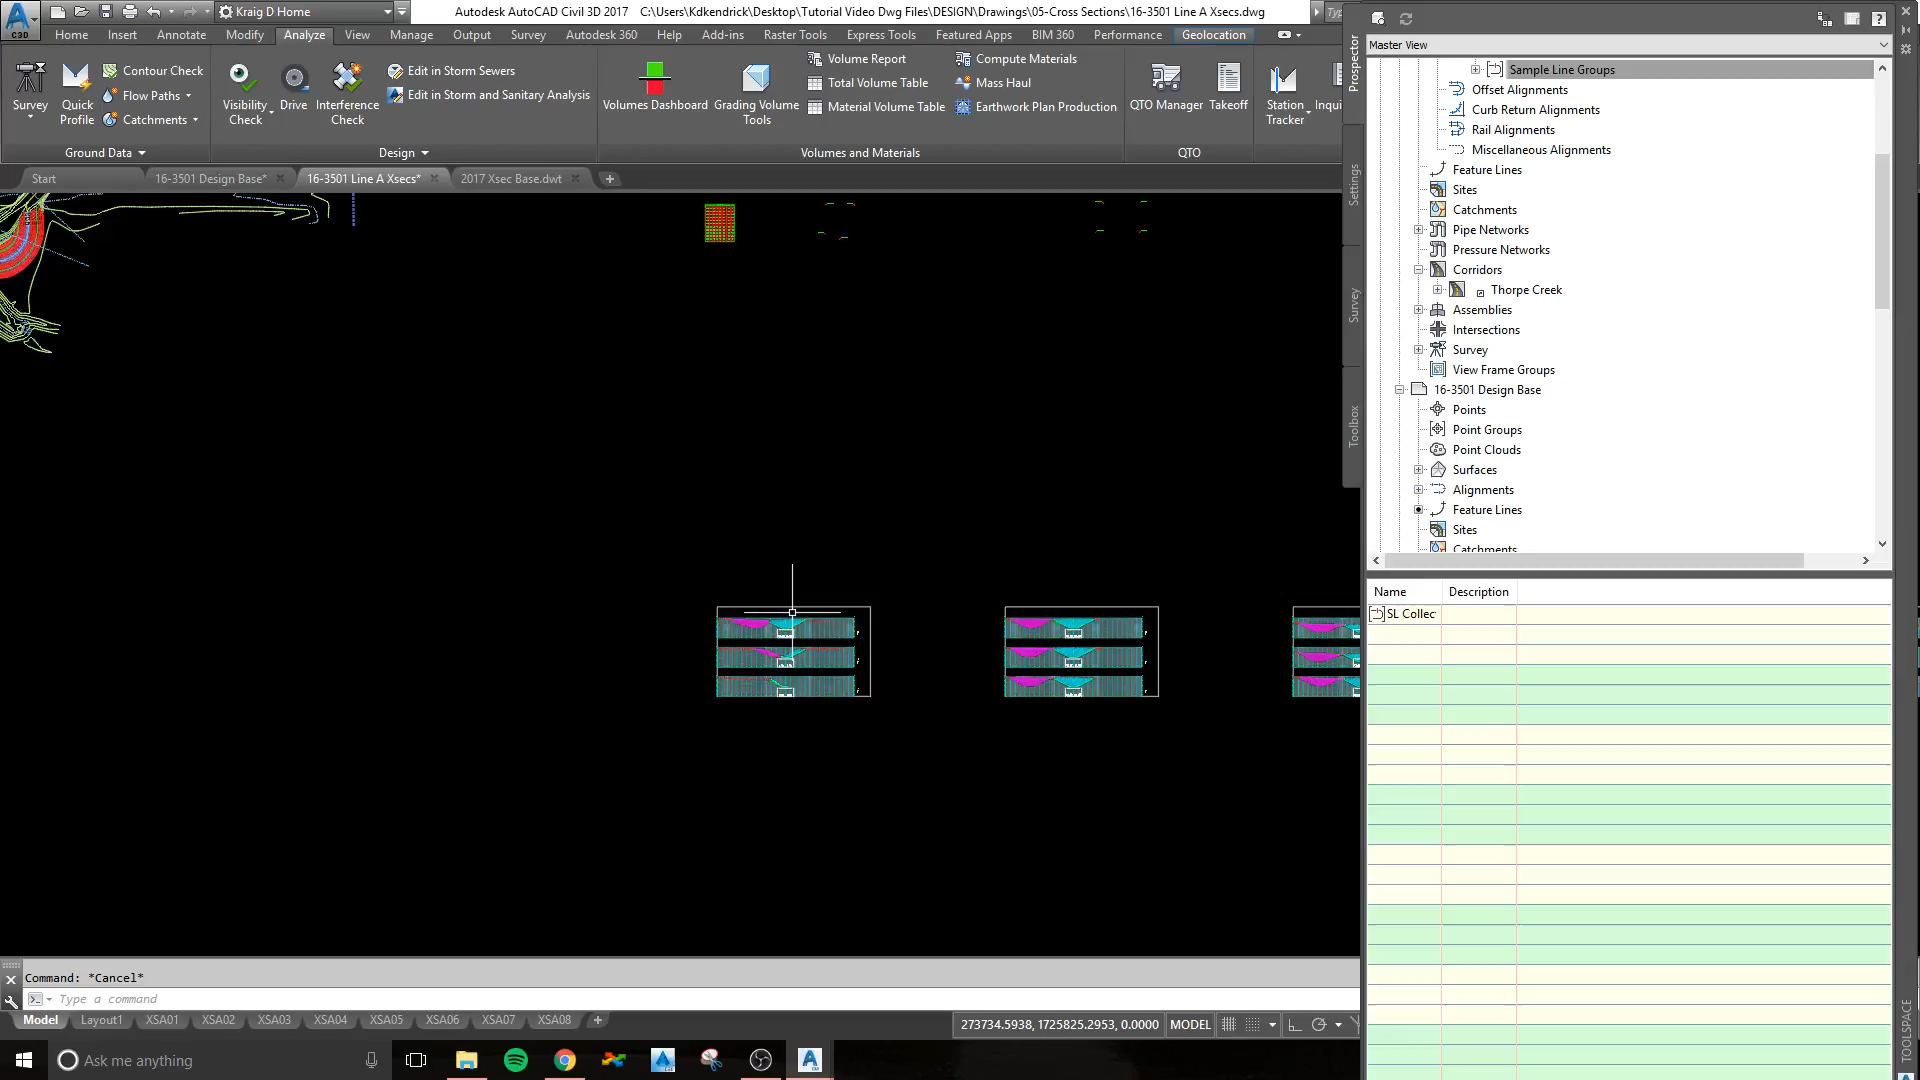 Kraig D Home
Autodesk AutoCAD Civil 3D 2017 C:\Users\Kdkendrick\Desktop\Tutorial Video Dwg Files\DESIGN\Drawings\05-Cross Sections\16-3501 Line A Xsecs.dwg
C3D
Home Insert Annotate Modify Analyze View Manage Output Survey Autodesk 360 Help Add-ins Raster Tools Express Tools Featured Apps BIM 360 Performance Geolocation
Survey
Quick Profile
Contour Check
Flow Paths
Catchments
Ground Data
Visibility Check
Drive
Interference Check
Edit in Storm Sewers
Edit in Storm and Sanitary Analysis
Design
Volumes Dashboard
Grading Volume Tools
Volume Report
Total Volume Table
Material Volume Table
Compute Materials
Mass Haul
Earthwork Plan Production
Volumes and Materials
QTO Manager
Takeoff
QTO
Station Tracker
Inqui
Start
16-3501 Design Base*
16-3501 Line A Xsecs*
2017 Xsec Base.dwt
Prospector
Settings
Survey
Toolbox
Master View
Sample Line Groups
Offset Alignments
Curb Return Alignments
Rail Alignments
Miscellaneous Alignments
Feature Lines
Sites
Catchments
Pipe Networks
Pressure Networks
Corridors
Thorpe Creek
Assemblies
Intersections
Survey
View Frame Groups
16-3501 Design Base
Points
Point Groups
Point Clouds
Surfaces
Alignments
Feature Lines
Sites
Catchments
Name Description
SL Collec
TOOLSPACE
Command: *Cancel*
Type a command
Model Layout1 XSA01 XSA02 XSA03 XSA04 XSA05 XSA06 XSA07 XSA08
273734.5938, 1725825.2953, 0.0000 MODEL
Ask me anything